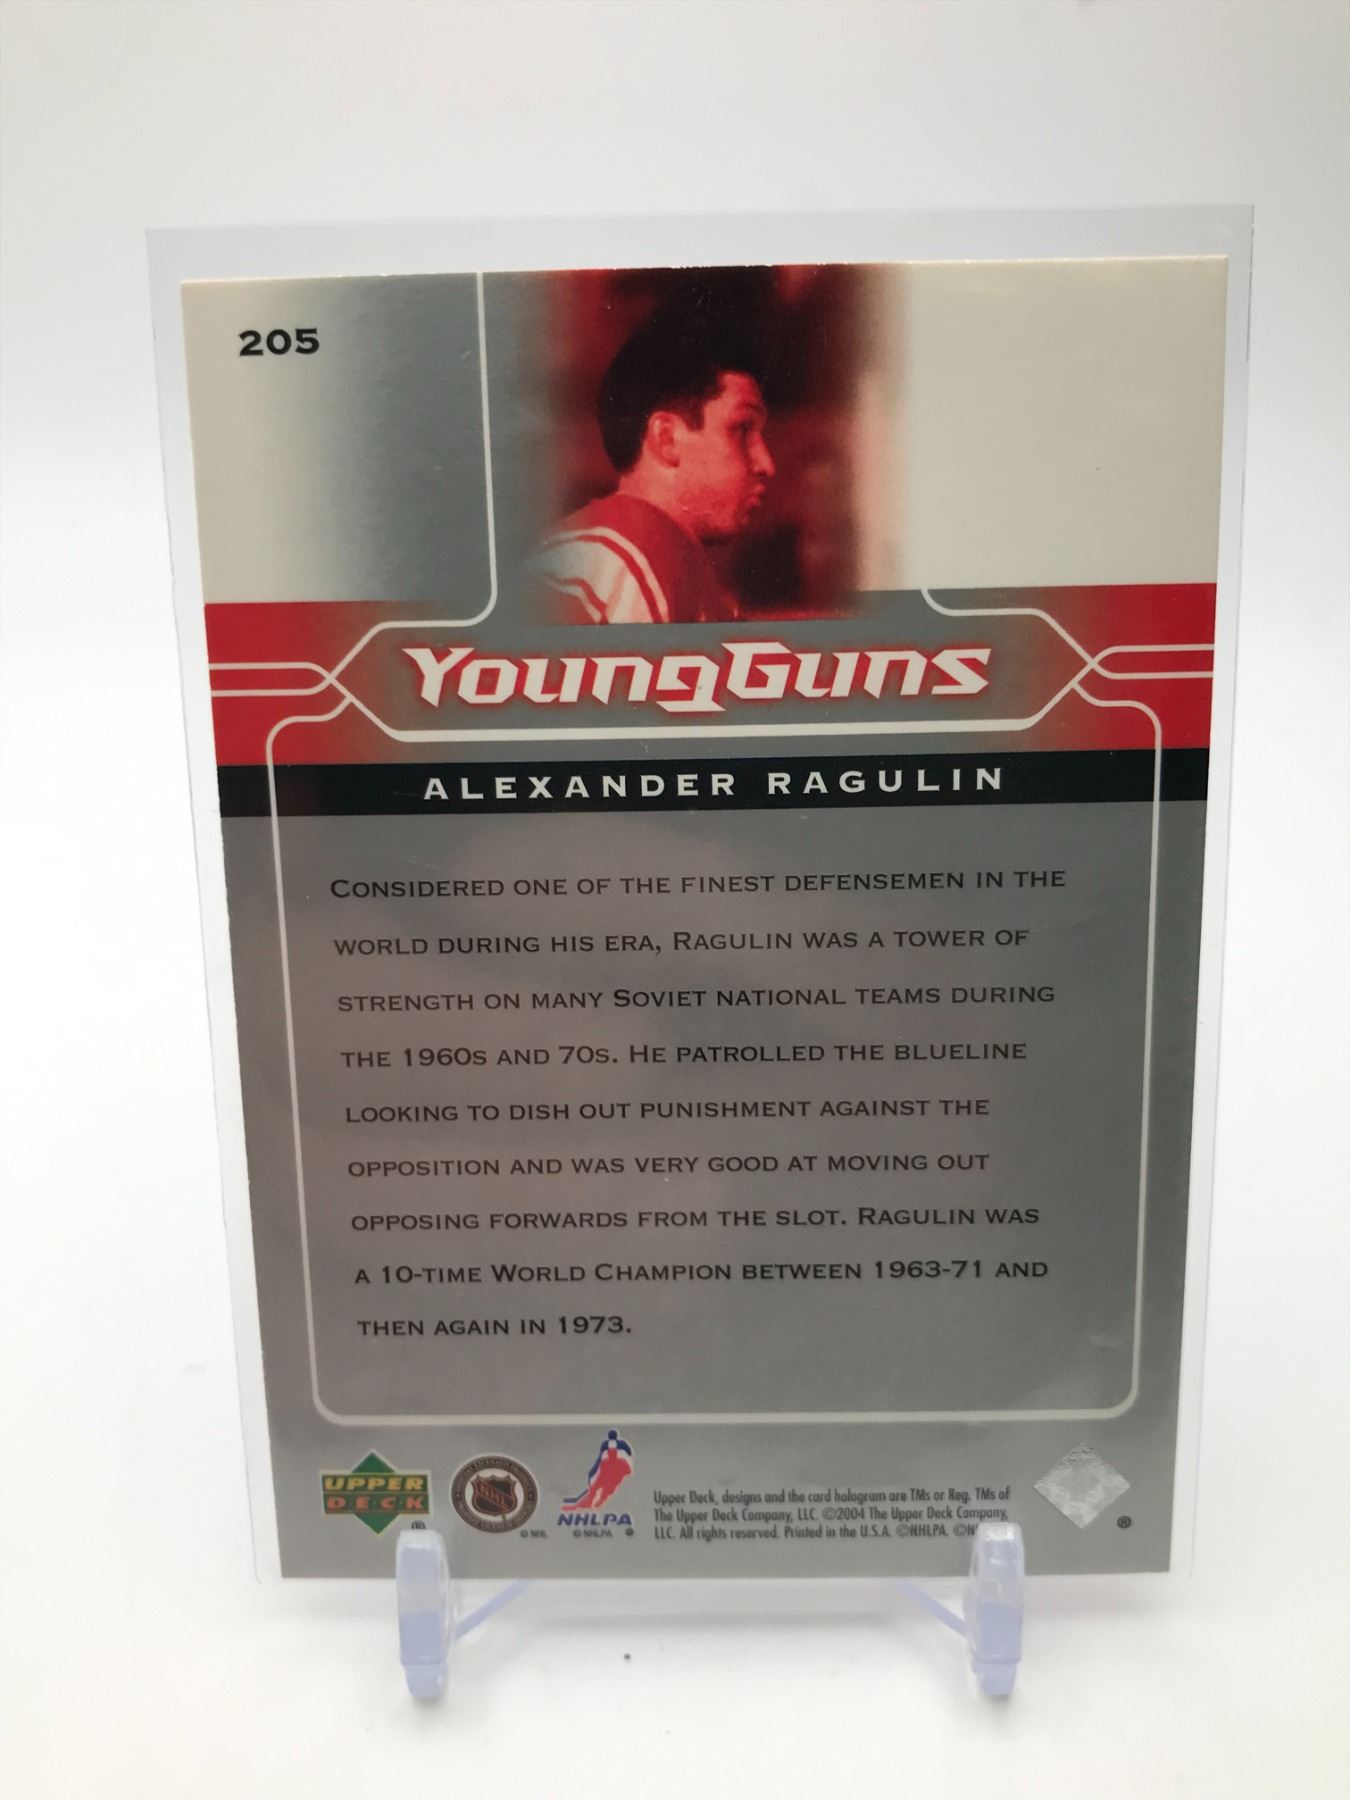 205
YOUNGGUNS
ALEXANDER RAGULIN
CONSIDERED ONE OF THE FINEST DEFENSEMEN IN THE
WORLD DURING HIS ERA, RAGULIN WAS A TOWER OF
STRENGTH ON MANY SOVIET NATIONAL TEAMS DURING
THE 1960S AND 70S. HE PATROLLED THE BLUELINE
LOOKING TO DISH OUT PUNISHMENT AGAINST THE
OPPOSITION AND WAS VERY GOOD AT MOVING OUT
OPPOSING FORWARDS FROM THE SLOT. RAGULIN WAS
A 10-TIME WORLD CHAMPION BETWEEN 1963-71 AND
THEN AGAIN IN 1973.
UPPER
DECK
®
NHL
© NHL
NHLPA
© NHLPA ®
Upper Deck, designs and the card hologram are TMs or Reg. TMs of
The Upper Deck Company, LLC. ©2004 The Upper Deck Company,
LLC. All rights reserved. Printed in the U.S.A. ©NHLPA.
®